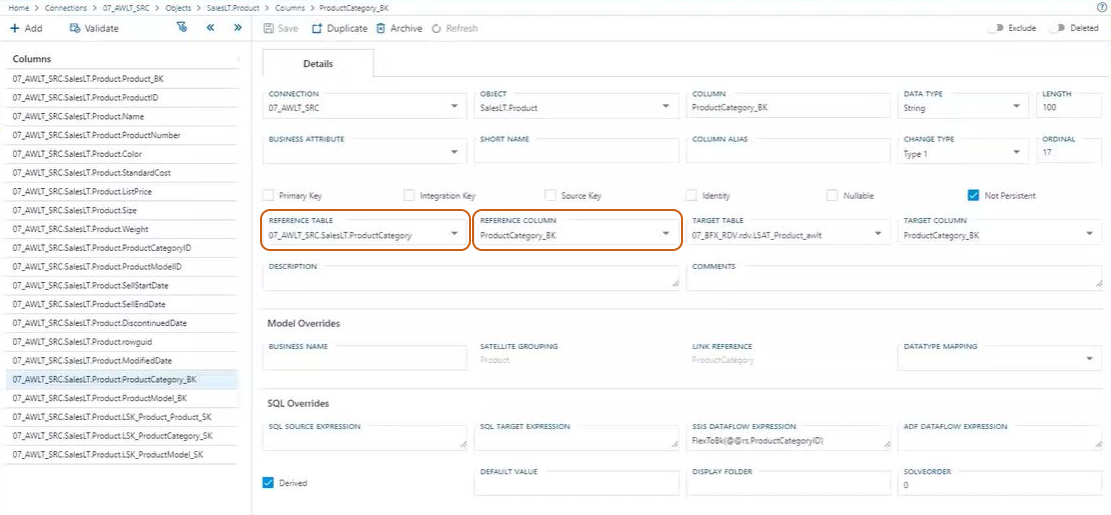 Home > Connections > 07_AWLT_SRC > Objects > SalesLT.Product > Columns > ProductCategory_BK
Add Validate Save Duplicate Archive Refresh Exclude Deleted
Columns
07_AWLT_SRC.SalesLT.Product.Product_BK
07_AWLT_SRC.SalesLT.Product.ProductID
07_AWLT_SRC.SalesLT.Product.Name
07_AWLT_SRC.SalesLT.Product.ProductNumber
07_AWLT_SRC.SalesLT.Product.Color
07_AWLT_SRC.SalesLT.Product.StandardCost
07_AWLT_SRC.SalesLT.Product.ListPrice
07_AWLT_SRC.SalesLT.Product.Size
07_AWLT_SRC.SalesLT.Product.Weight
07_AWLT_SRC.SalesLT.Product.ProductCategoryID
07_AWLT_SRC.SalesLT.Product.ProductModelID
07_AWLT_SRC.SalesLT.Product.SellStartDate
07_AWLT_SRC.SalesLT.Product.SellEndDate
07_AWLT_SRC.SalesLT.Product.DiscontinuedDate
07_AWLT_SRC.SalesLT.Product.rowguid
07_AWLT_SRC.SalesLT.Product.ModifiedDate
07_AWLT_SRC.SalesLT.Product.ProductCategory_BK
07_AWLT_SRC.SalesLT.Product.ProductModel_BK
07_AWLT_SRC.SalesLT.Product.LSK_Product_Product_SK
07_AWLT_SRC.SalesLT.Product.LSK_ProductCategory_SK
07_AWLT_SRC.SalesLT.Product.LSK_ProductModel_SK
Details
CONNECTION OBJECT COLUMN DATA TYPE LENGTH
07_AWLT_SRC SalesLT.Product ProductCategory_BK String 100
BUSINESS ATTRIBUTE SHORT NAME COLUMN ALIAS CHANGE TYPE ORDINAL
Type 1 17
Primary Key Integration Key Source Key Identity Nullable Not Persistent
REFERENCE TABLE REFERENCE COLUMN TARGET TABLE TARGET COLUMN
07_AWLT_SRC.SalesLT.ProductCategory ProductCategory_BK 07_BFX_RDV.rdv.LSAT_Product_awlt ProductCategory_BK
DESCRIPTION COMMENTS
Model Overrides
BUSINESS NAME SATELLITE GROUPING LINK REFERENCE DATATYPE MAPPING
Product ProductCategory
SQL Overrides
SQL SOURCE EXPRESSION SQL TARGET EXPRESSION SSIS DATAFLOW EXPRESSION ADF DATAFLOW EXPRESSION
FlexToBk(@@rs.ProductCategoryID)
Derived DEFAULT VALUE DISPLAY FOLDER SOLVEORDER
0